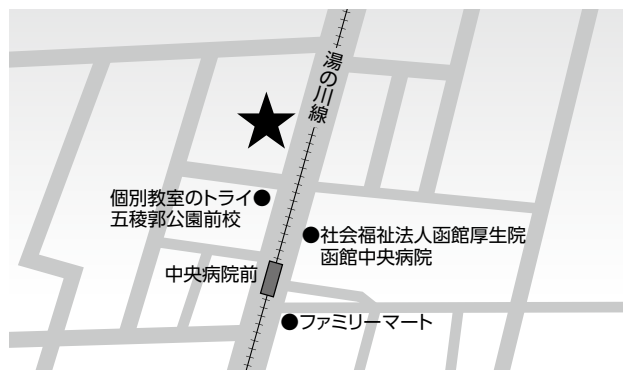 湯の川線
個別教室のトライ
五稜郭公園前校
社会福祉法人函館厚生院
函館中央病院
中央病院前
ファミリーマート